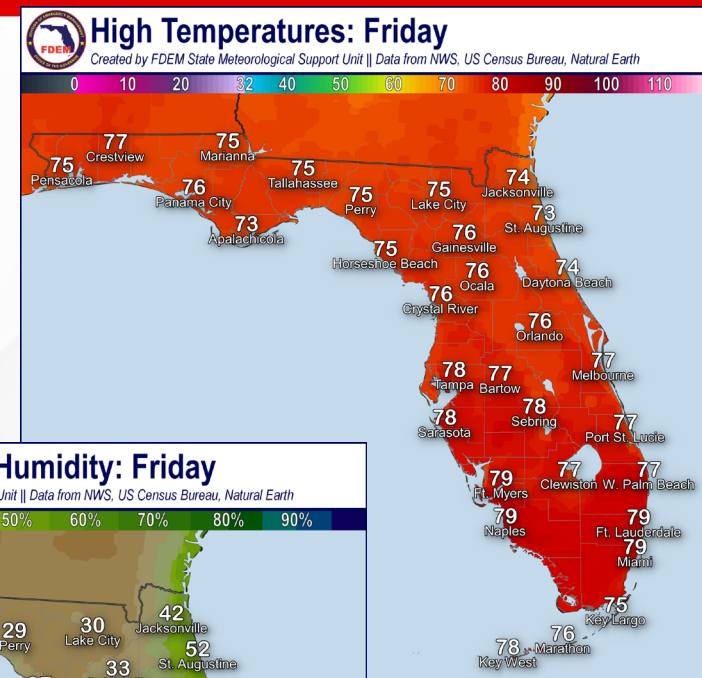 FDEM
High Temperatures: Friday
Created by FDEM State Meteorological Support Unit || Data from NWS, US Census Bureau, Natural Earth
0 10 20 32 40 50 60 70 80 90 100 110
77
Crestview
75
Marianna
75
Pensacola
76
Panama City
75
Tallahassee
73
Apalachicola
75
Perry
75
Lake City
74
Jacksonville
73
St. Augustine
76
Gainesville
75
Horseshoe Beach
76
Ocala
74
Daytona Beach
76
Crystal River
76
Orlando
77
Melbourne
78
Tampa
77
Bartow
78
Sebring
78
Sarasota
77
Port St. Lucie
79
Ft. Myers
77
Clewiston
77
W. Palm Beach
79
Naples
79
Ft. Lauderdale
79
Miami
75
Key Largo
76
Marathon
78
Key West
Humidity: Friday
Unit || Data from NWS, US Census Bureau, Natural Earth
50% 60% 70% 80% 90%
29
Perry
30
Lake City
42
Jacksonville
52
St. Augustine
33